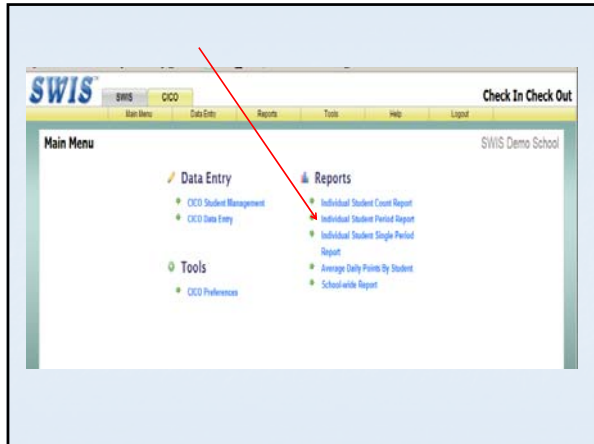 SWIS™
SWIS CICO
Check In Check Out
Main Menu Data Entry Reports Tools Help Logout
Main Menu
SWIS Demo School
Data Entry
CICO Student Management
CICO Data Entry
Tools
CICO Preferences
Reports
Individual Student Count Report
Individual Student Period Report
Individual Student Single Period
Report
Average Daily Points By Student
School-wide Report